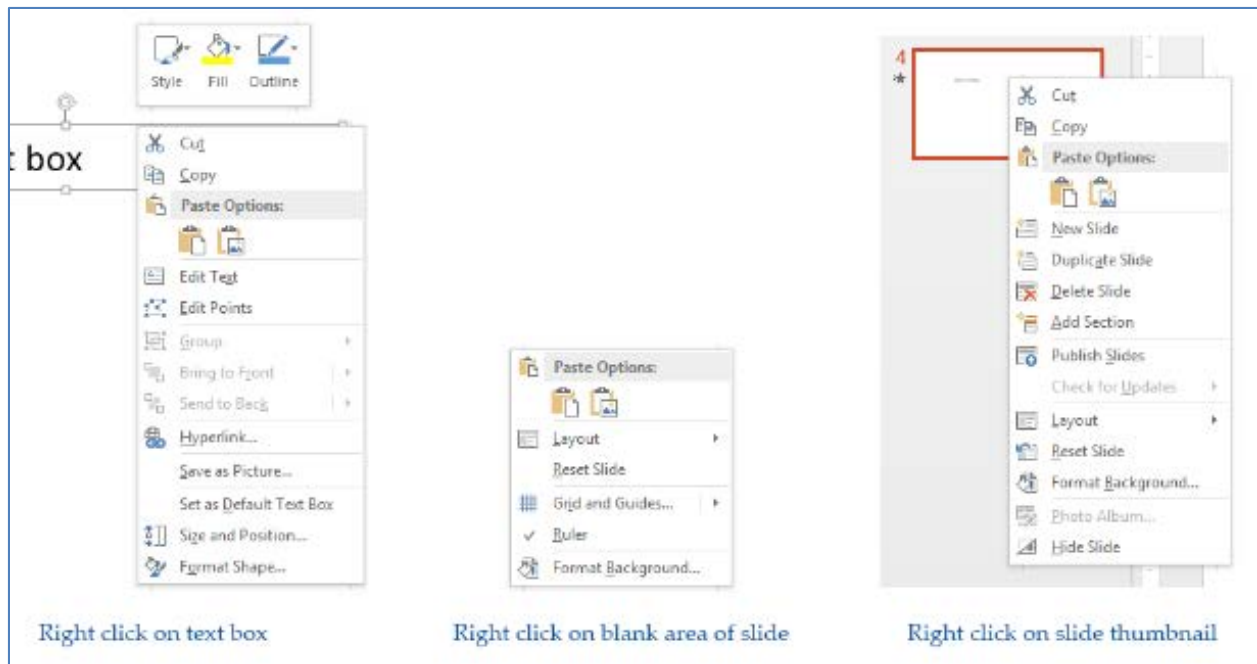 Style Fill Outline
t box
Cut
Copy
Paste Options:
Edit Text
Edit Points
Group
Bring to Front
Send to Back
Hyperlink...
Save as Picture...
Set as Default Text Box
Size and Position...
Format Shape...
Right click on text box
Paste Options:
Layout
Reset Slide
Grid and Guides...
Ruler
Format Background...
Right click on blank area of slide
4
Cut
Copy
Paste Options:
New Slide
Duplicate Slide
Delete Slide
Add Section
Publish Slides
Check for Updates
Layout
Reset Slide
Format Background...
Photo Album...
Hide Slide
Right click on slide thumbnail